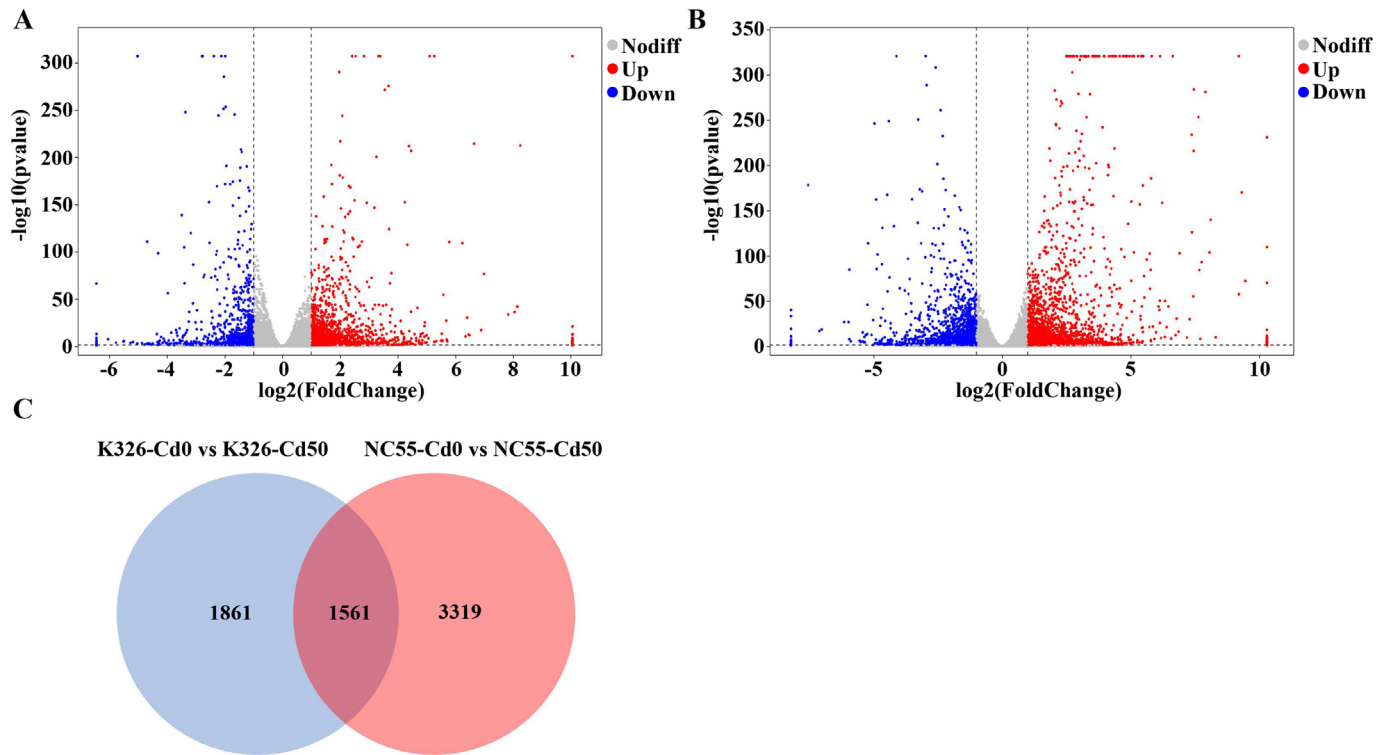 A
-log10(pvalue)
300
250
200
150
100
50
0
-6
-4
-2
0
2
4
6
8
10
log2(FoldChange)
Nodiff
Up
Down
B
-log10(pvalue)
350
300
250
200
150
100
50
0
-5
0
5
10
log2(FoldChange)
Nodiff
Up
Down
C
K326-Cd0 vs K326-Cd50
NC55-Cd0 vs NC55-Cd50
1861
1561
3319